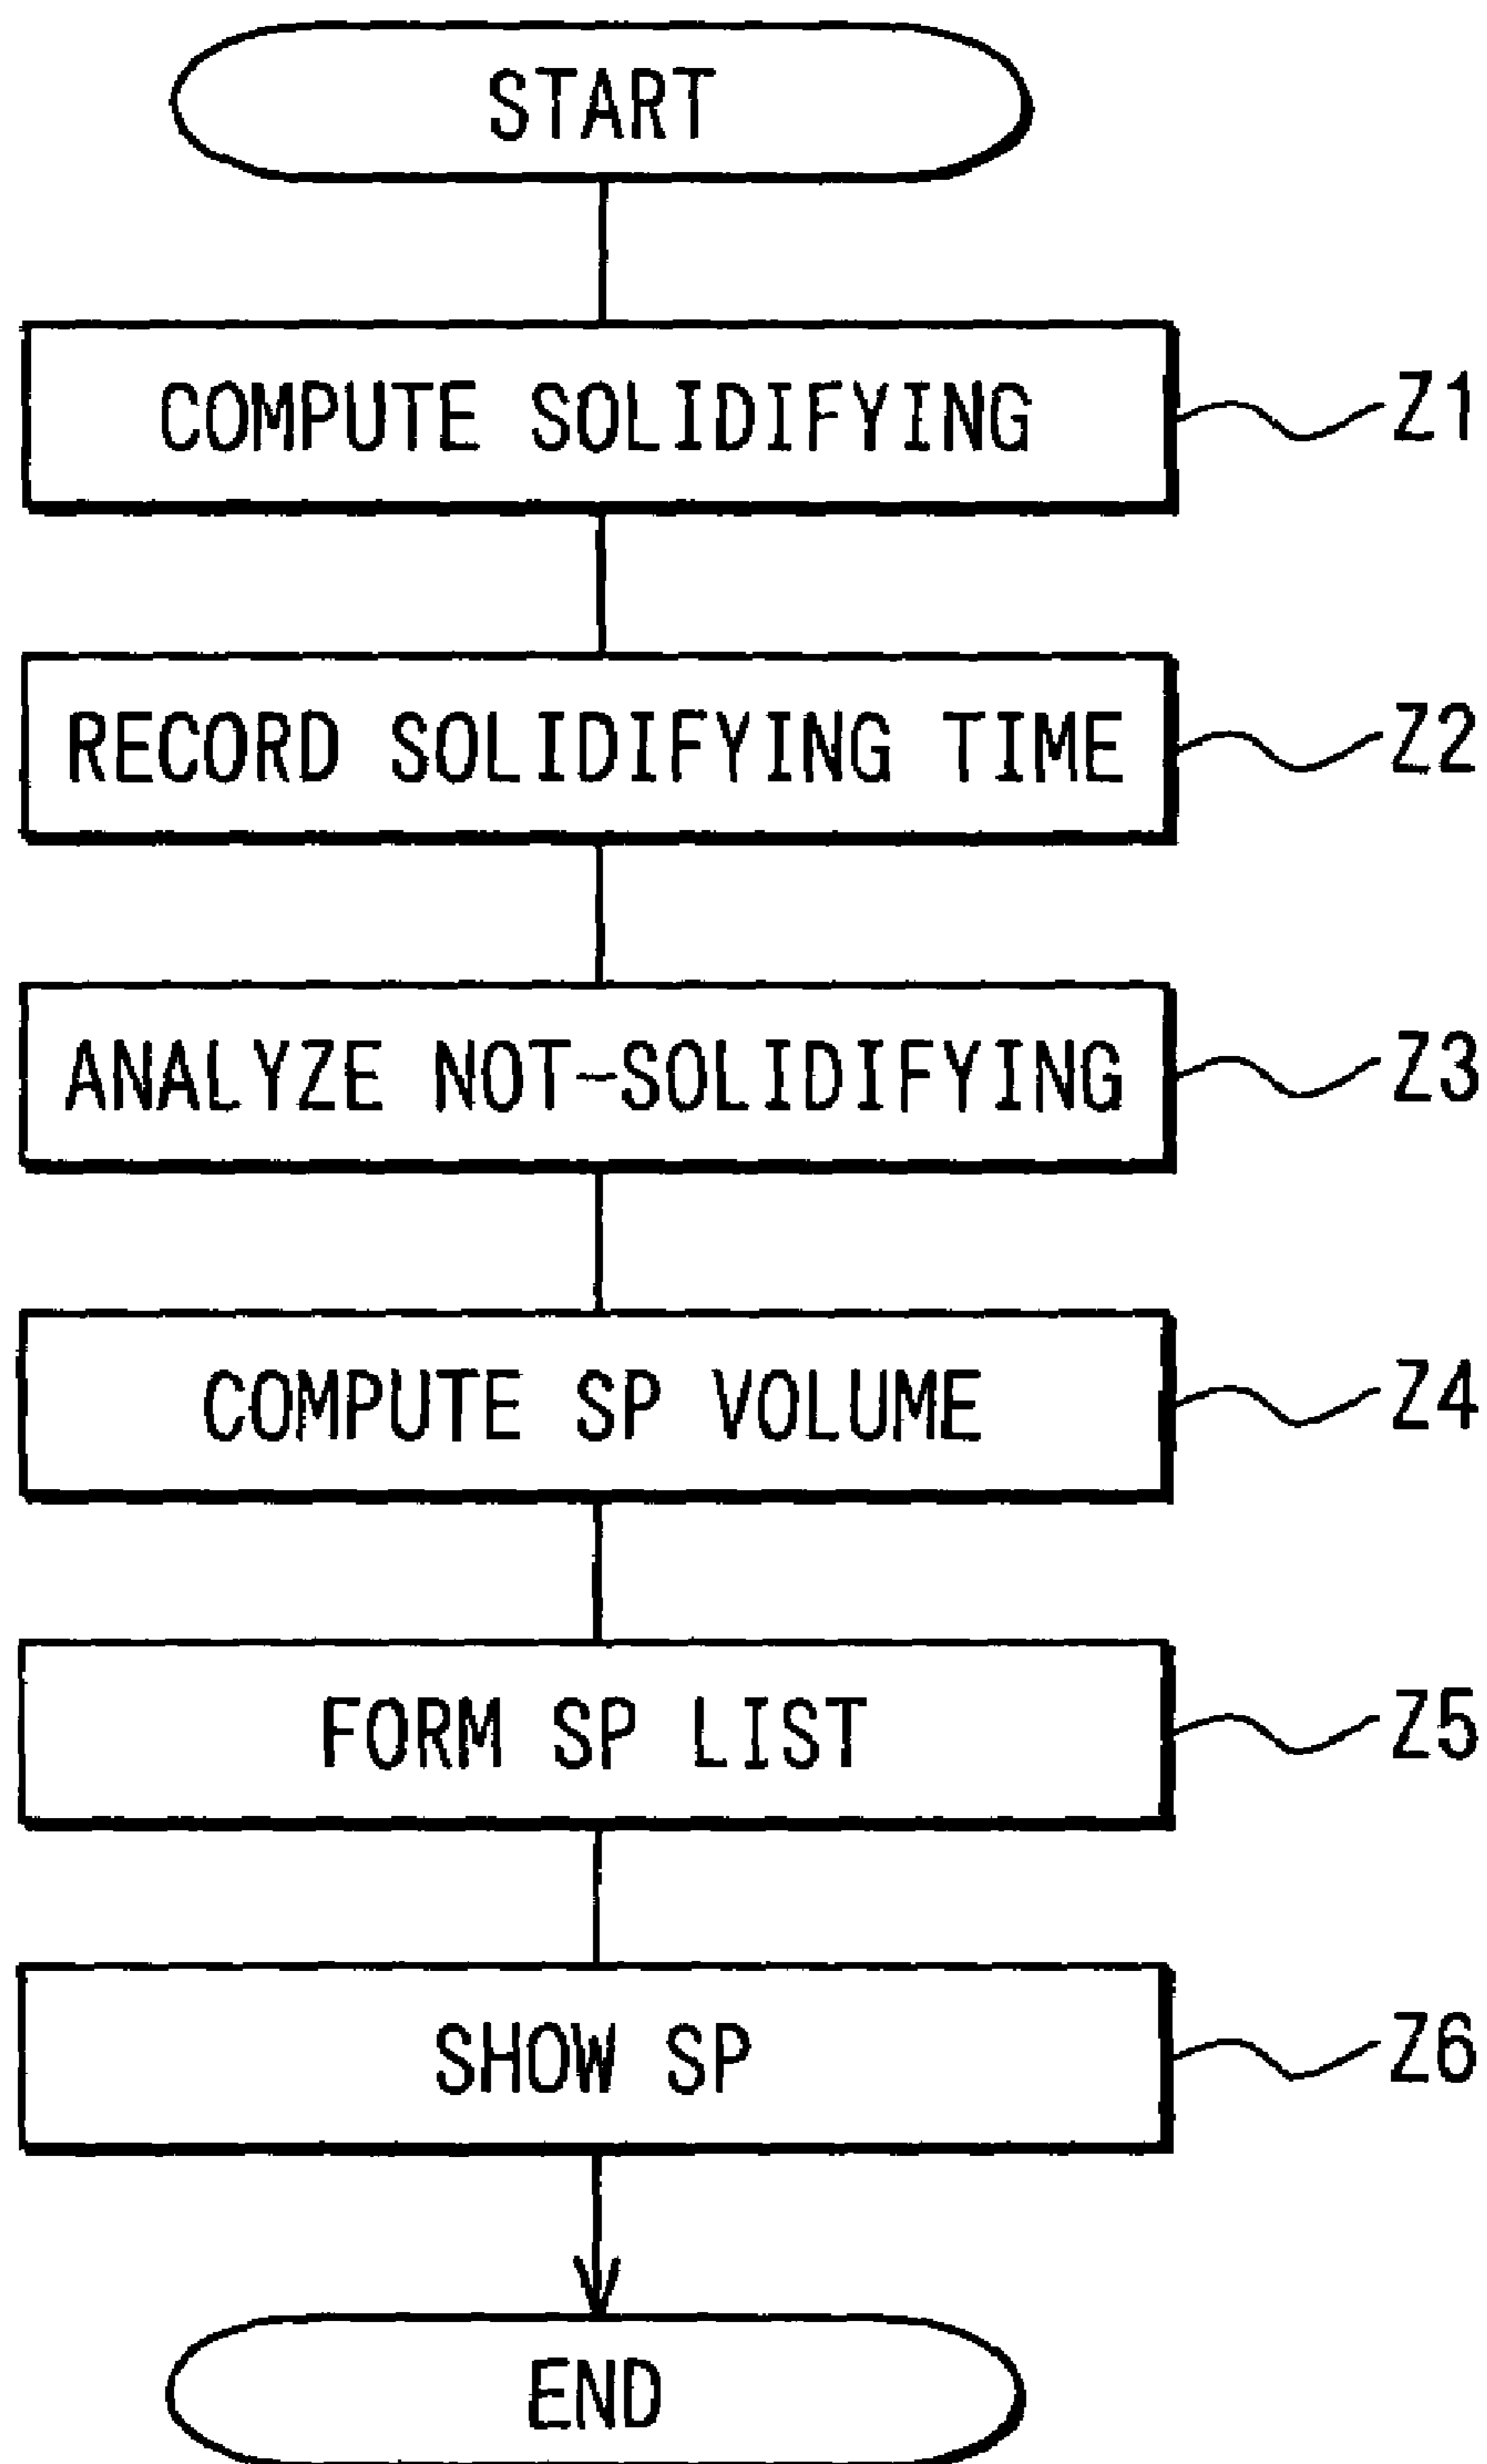 START
COMPUTE SOLIDIFYING Z1
RECORD SOLIDIFYING TIME Z2
ANALYZE NOT-SOLIDIFYING Z3
COMPUTE SP VOLUME Z4
FORM SP LIST Z5
SHOW SP Z6
END